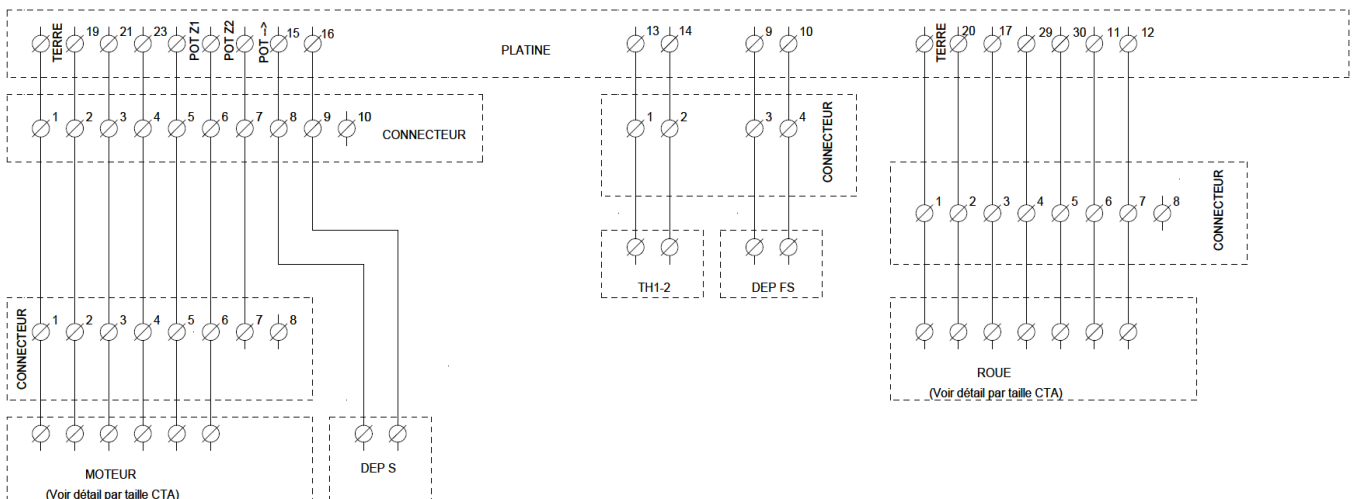 TERRE 19 21 23 POT Z1 POT Z2 POT --> 15 16
PLATINE
13 14 9 10
TERRE 20 17 29 30 11 12
1 2 3 4 5 6 7 8 9 10 CONNECTEUR
1 2 3 4 CONNECTEUR
1 2 3 4 5 6 7 8 CONNECTEUR
TH1-2
DEP FS
CONNECTEUR 1 2 3 4 5 6 7 8
ROUE
(Voir détail par taille CTA)
MOTEUR
(Voir détail par taille CTA)
DEP S